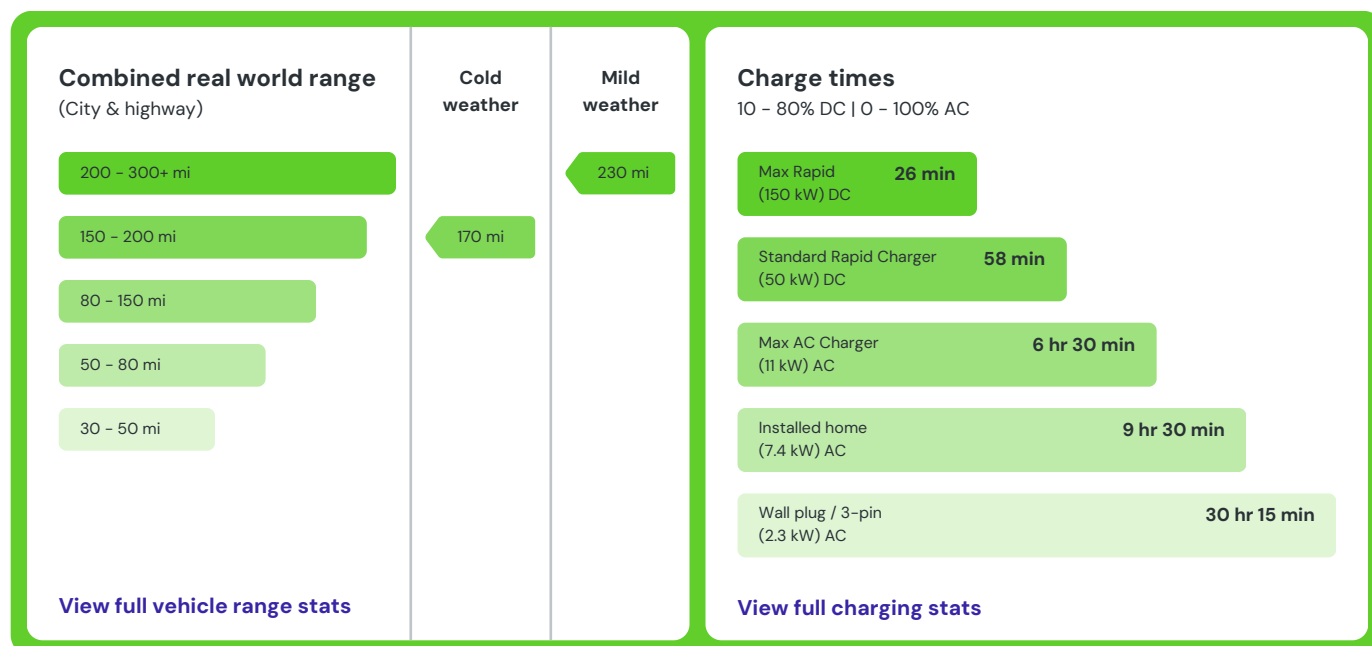 Combined real world range
(City & highway)
Cold
weather
Mild
weather
200 - 300+ mi
230 mi
150 - 200 mi
170 mi
80 - 150 mi
50 - 80 mi
30 - 50 mi
View full vehicle range stats
Charge times
10 - 80% DC | 0 - 100% AC
Max Rapid
(150 kW) DC
26 min
Standard Rapid Charger
(50 kW) DC
58 min
Max AC Charger
(11 kW) AC
6 hr 30 min
Installed home
(7.4 kW) AC
9 hr 30 min
Wall plug / 3-pin
(2.3 kW) AC
30 hr 15 min
View full charging stats